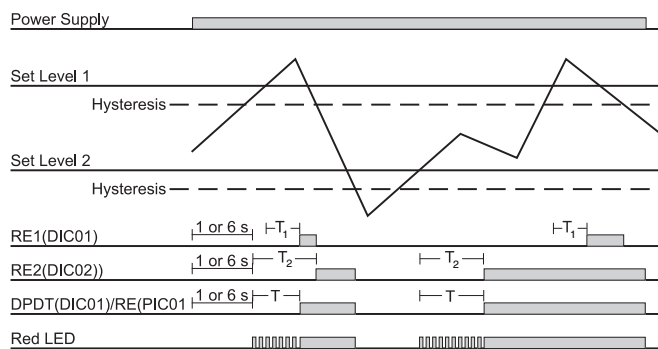 Power Supply
Set Level 1
Hysteresis
Set Level 2
Hysteresis
RE1(DIC01)
1 or 6 s
T1
T1
RE2(DIC02))
1 or 6 s
T2
T2
DPDT(DIC01)/RE(PIC01
1 or 6 s
T
T
Red LED